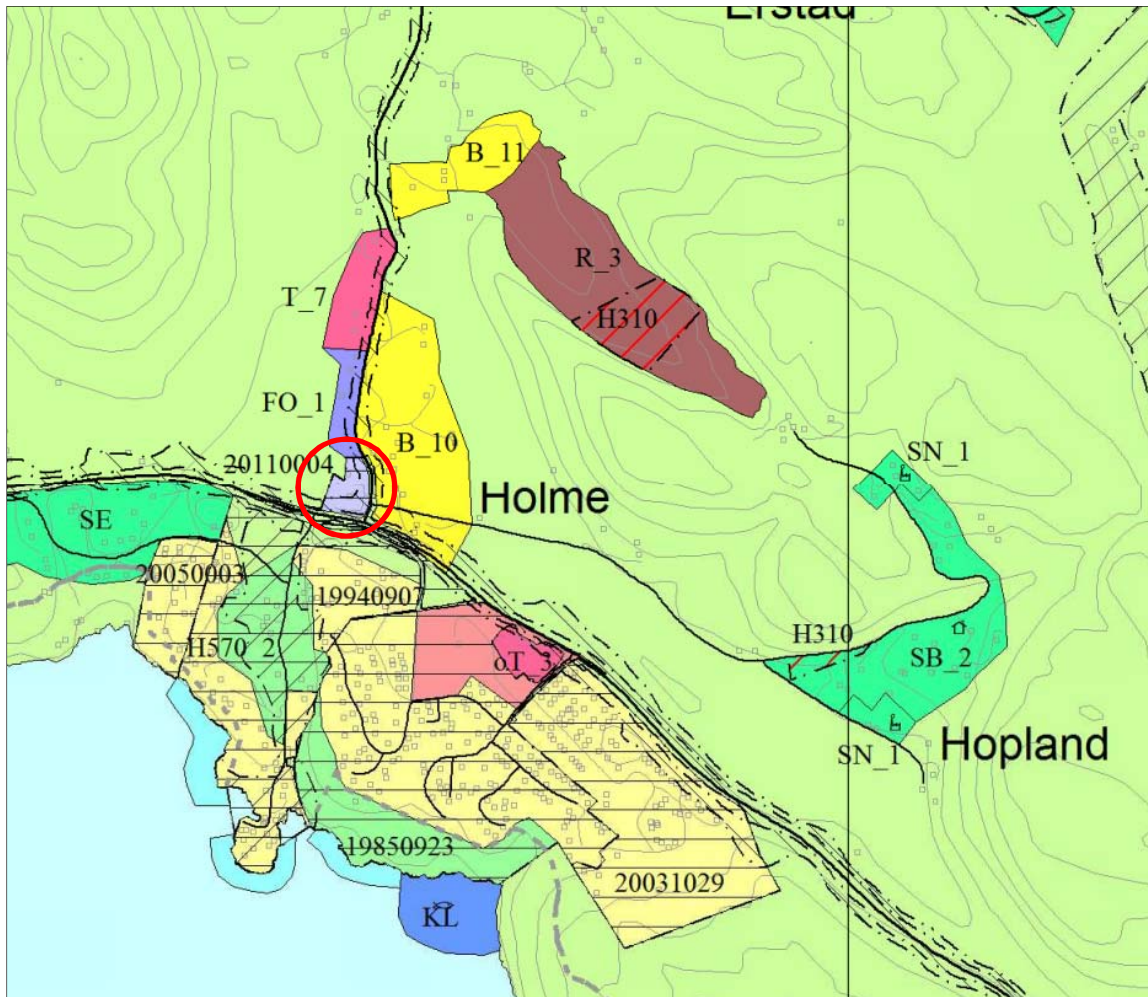 Erstad
B_11
R_3
T_7
H310
FO_1
B_10
SN_1
20110004
Holme
SE
20050003
19940907
H570_2
H310
oT_3
SB_2
SN_1
Hopland
19850923
20031029
KL